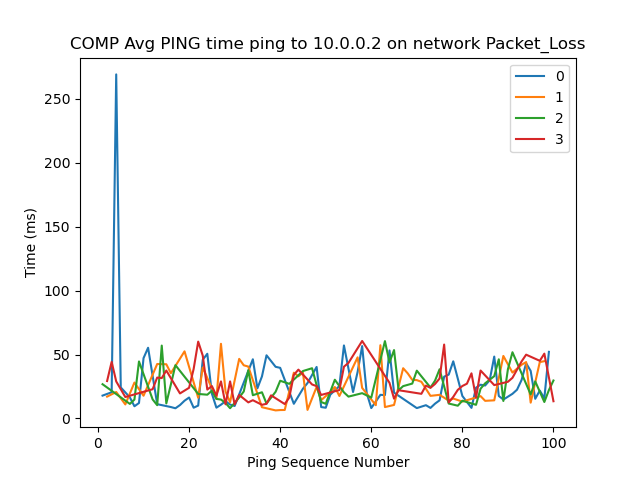 COMP Avg PING time ping to 10.0.0.2 on network Packet_Loss
0
1
2
3
250
200
150
100
50
0
Time (ms)
0 20 40 60 80 100
Ping Sequence Number